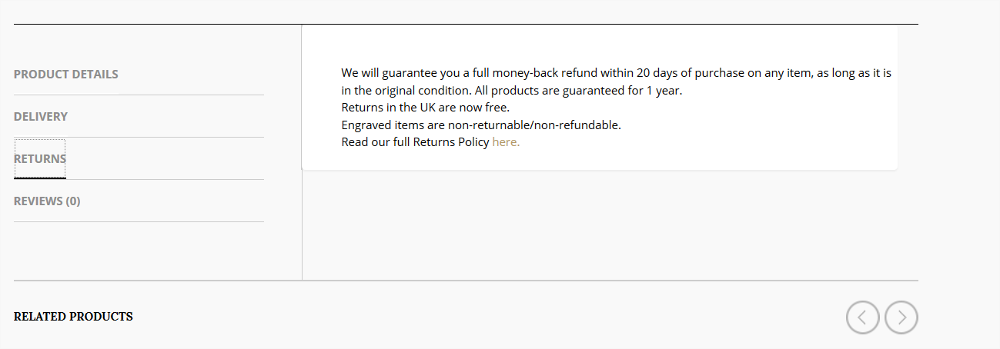 PRODUCT DETAILS
DELIVERY
RETURNS
REVIEWS (0)
We will guarantee you a full money-back refund within 20 days of purchase on any item, as long as it is
in the original condition. All products are guaranteed for 1 year.
Returns in the UK are now free.
Engraved items are non-returnable/non-refundable.
Read our full Returns Policy here.
RELATED PRODUCTS